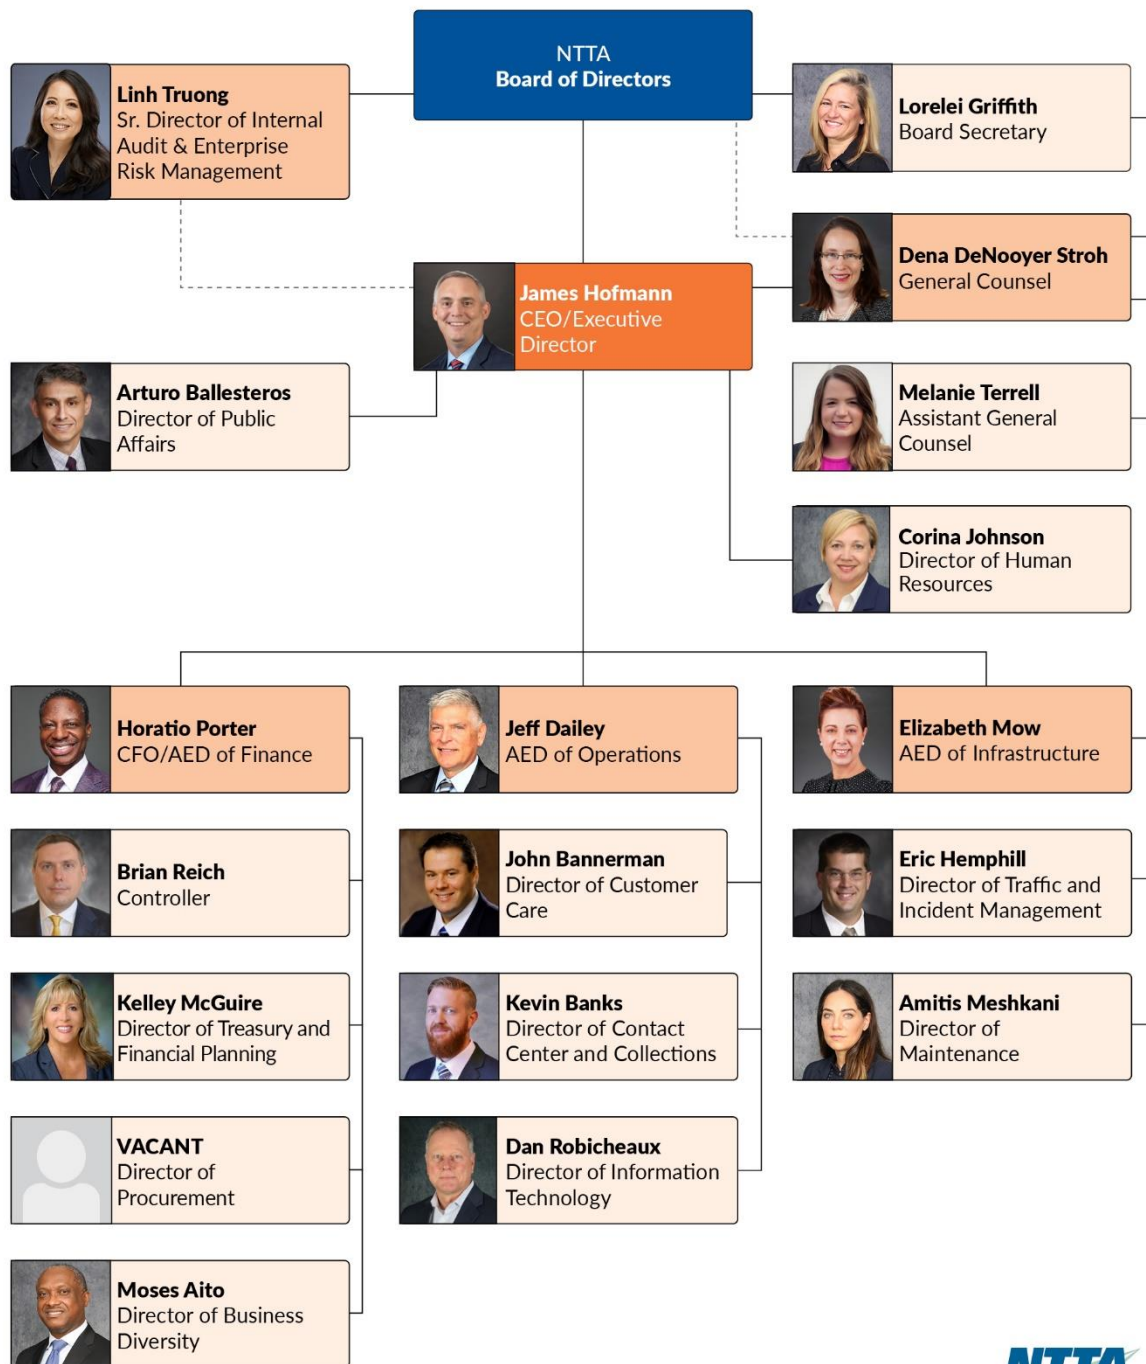 NTTA
Board of Directors
Linh Truong
Sr. Director of Internal
Audit & Enterprise
Risk Management
Lorelei Griffith
Board Secretary
Dena DeNooyer Stroh
General Counsel
James Hofmann
CEO/Executive
Director
Arturo Ballesteros
Director of Public
Affairs
Melanie Terrell
Assistant General
Counsel
Corina Johnson
Director of Human
Resources
Horatio Porter
CFO/AED of Finance
Jeff Dailey
AED of Operations
Elizabeth Mow
AED of Infrastructure
Brian Reich
Controller
John Bannerman
Director of Customer
Care
Eric Hemphill
Director of Traffic and
Incident Management
Kelley McGuire
Director of Treasury and
Financial Planning
Kevin Banks
Director of Contact
Center and Collections
Amitis Meshkani
Director of
Maintenance
VACANT
Director of
Procurement
Dan Robicheaux
Director of Information
Technology
Moses Aito
Director of Business
Diversity
NTTA